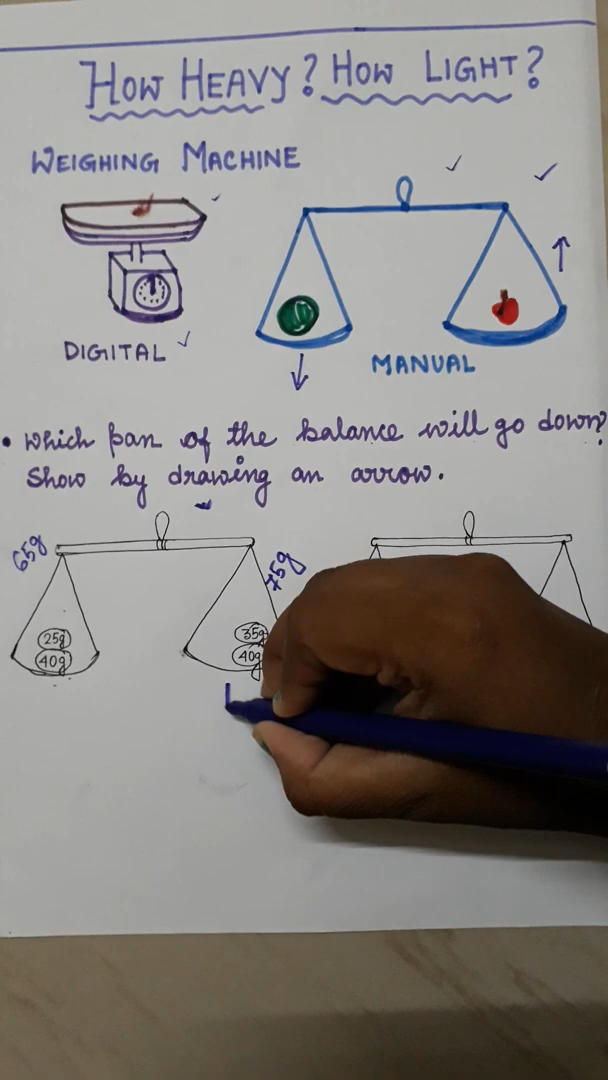 HOW HEAVY? HOW LIGHT?
WEIGHING MACHINE
DIGITAL
MANUAL
• Which pan of the balance will go down?
Show by drawing an arrow.
65g
75g
25g
40g
35g
40g